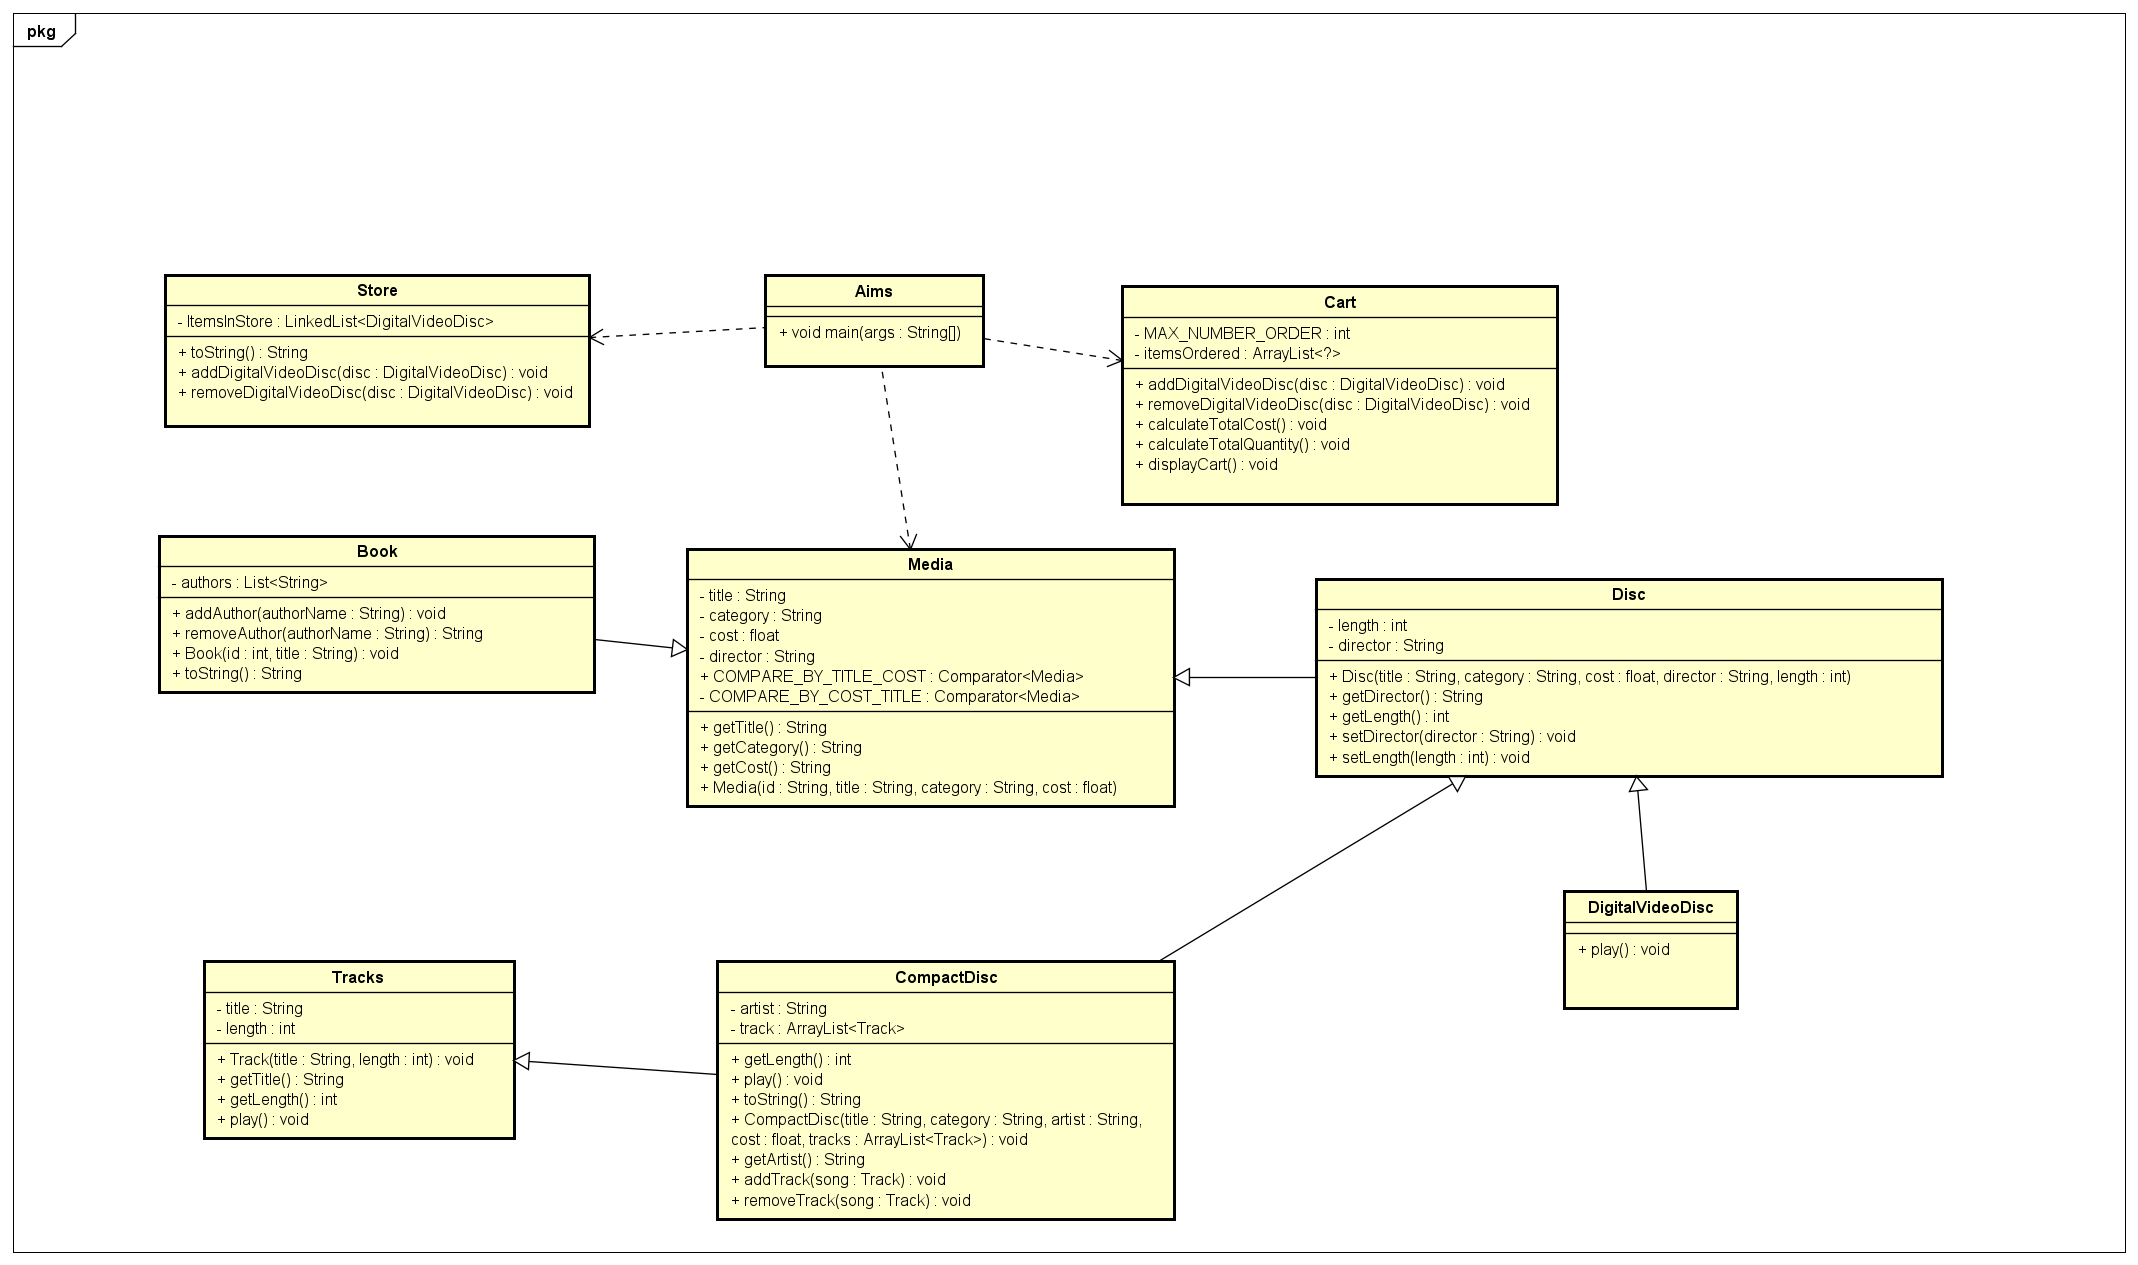 pkg
Store
- ItemsInStore : LinkedList<DigitalVideoDisc>
+ toString() : String
+ addDigitalVideoDisc(disc : DigitalVideoDisc) : void
+ removeDigitalVideoDisc(disc : DigitalVideoDisc) : void
Aims
+ void main(args : String[])
Cart
- MAX_NUMBER_ORDER : int
- itemsOrdered : ArrayList<?>
+ addDigitalVideoDisc(disc : DigitalVideoDisc) : void
+ removeDigitalVideoDisc(disc : DigitalVideoDisc) : void
+ calculateTotalCost() : void
+ calculateTotalQuantity() : void
+ displayCart() : void
Book
- authors : List<String>
+ addAuthor(authorName : String) : void
+ removeAuthor(authorName : String) : String
+ Book(id : int, title : String) : void
+ toString() : String
Media
- title : String
- category : String
- cost : float
- director : String
+ COMPARE_BY_TITLE_COST : Comparator<Media>
- COMPARE_BY_COST_TITLE : Comparator<Media>
+ getTitle() : String
+ getCategory() : String
+ getCost() : String
+ Media(id : String, title : String, category : String, cost : float)
Disc
- length : int
- director : String
+ Disc(title : String, category : String, cost : float, director : String, length : int)
+ getDirector() : String
+ getLength() : int
+ setDirector(director : String) : void
+ setLength(length : int) : void
DigitalVideoDisc
+ play() : void
Tracks
- title : String
- length : int
+ Track(title : String, length : int) : void
+ getTitle() : String
+ getLength() : int
+ play() : void
CompactDisc
- artist : String
- track : ArrayList<Track>
+ getLength() : int
+ play() : void
+ toString() : String
+ CompactDisc(title : String, category : String, artist : String,
cost : float, tracks : ArrayList<Track>) : void
+ getArtist() : String
+ addTrack(song : Track) : void
+ removeTrack(song : Track) : void